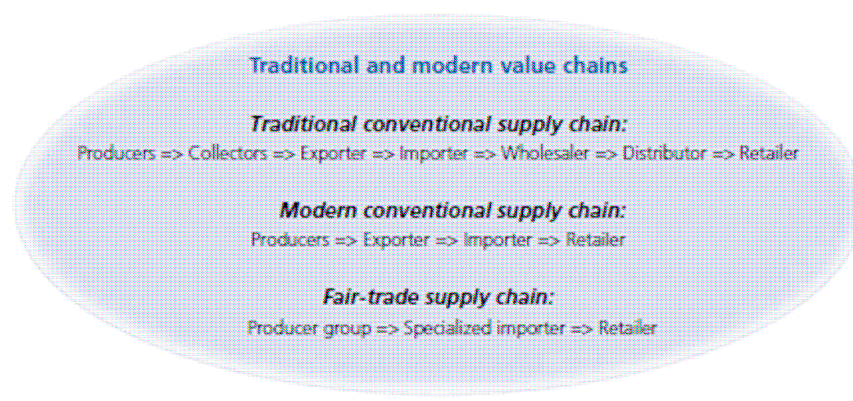 Traditional and modern value chains
Traditional conventional supply chain:
Producers => Collectors => Exporter => Importer => Wholesaler => Distributor => Retailer
Modern conventional supply chain:
Producers => Exporter => Importer => Retailer
Fair-trade supply chain:
Producer group => Specialized importer => Retailer